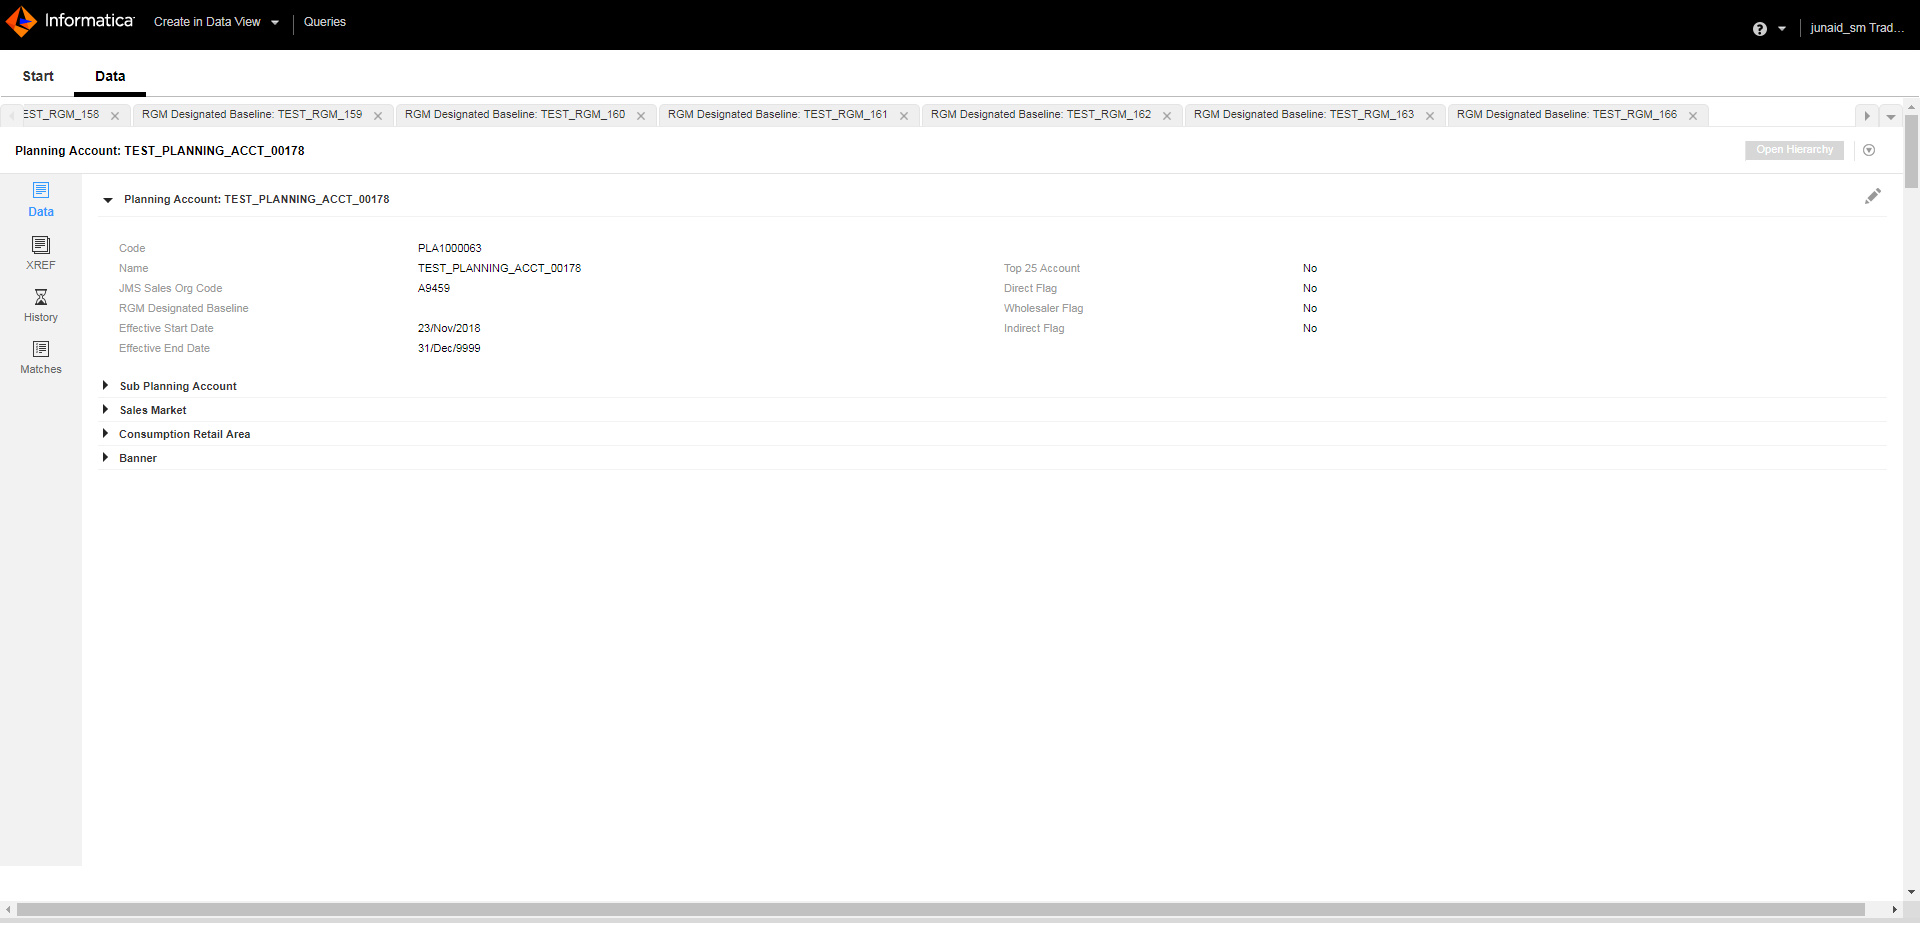 Informatica Create in Data View Queries junaid_sm Trad...
Start Data
EST_RGM_158 RGM Designated Baseline: TEST_RGM_159 RGM Designated Baseline: TEST_RGM_160 RGM Designated Baseline: TEST_RGM_161 RGM Designated Baseline: TEST_RGM_162 RGM Designated Baseline: TEST_RGM_163 RGM Designated Baseline: TEST_RGM_166
Planning Account: TEST_PLANNING_ACCT_00178 Open Hierarchy
Data
XREF
History
Matches
Planning Account: TEST_PLANNING_ACCT_00178
Code PLA1000063
Name TEST_PLANNING_ACCT_00178 Top 25 Account No
JMS Sales Org Code A9459 Direct Flag No
RGM Designated Baseline Wholesaler Flag No
Effective Start Date 23/Nov/2018 Indirect Flag No
Effective End Date 31/Dec/9999
Sub Planning Account
Sales Market
Consumption Retail Area
Banner